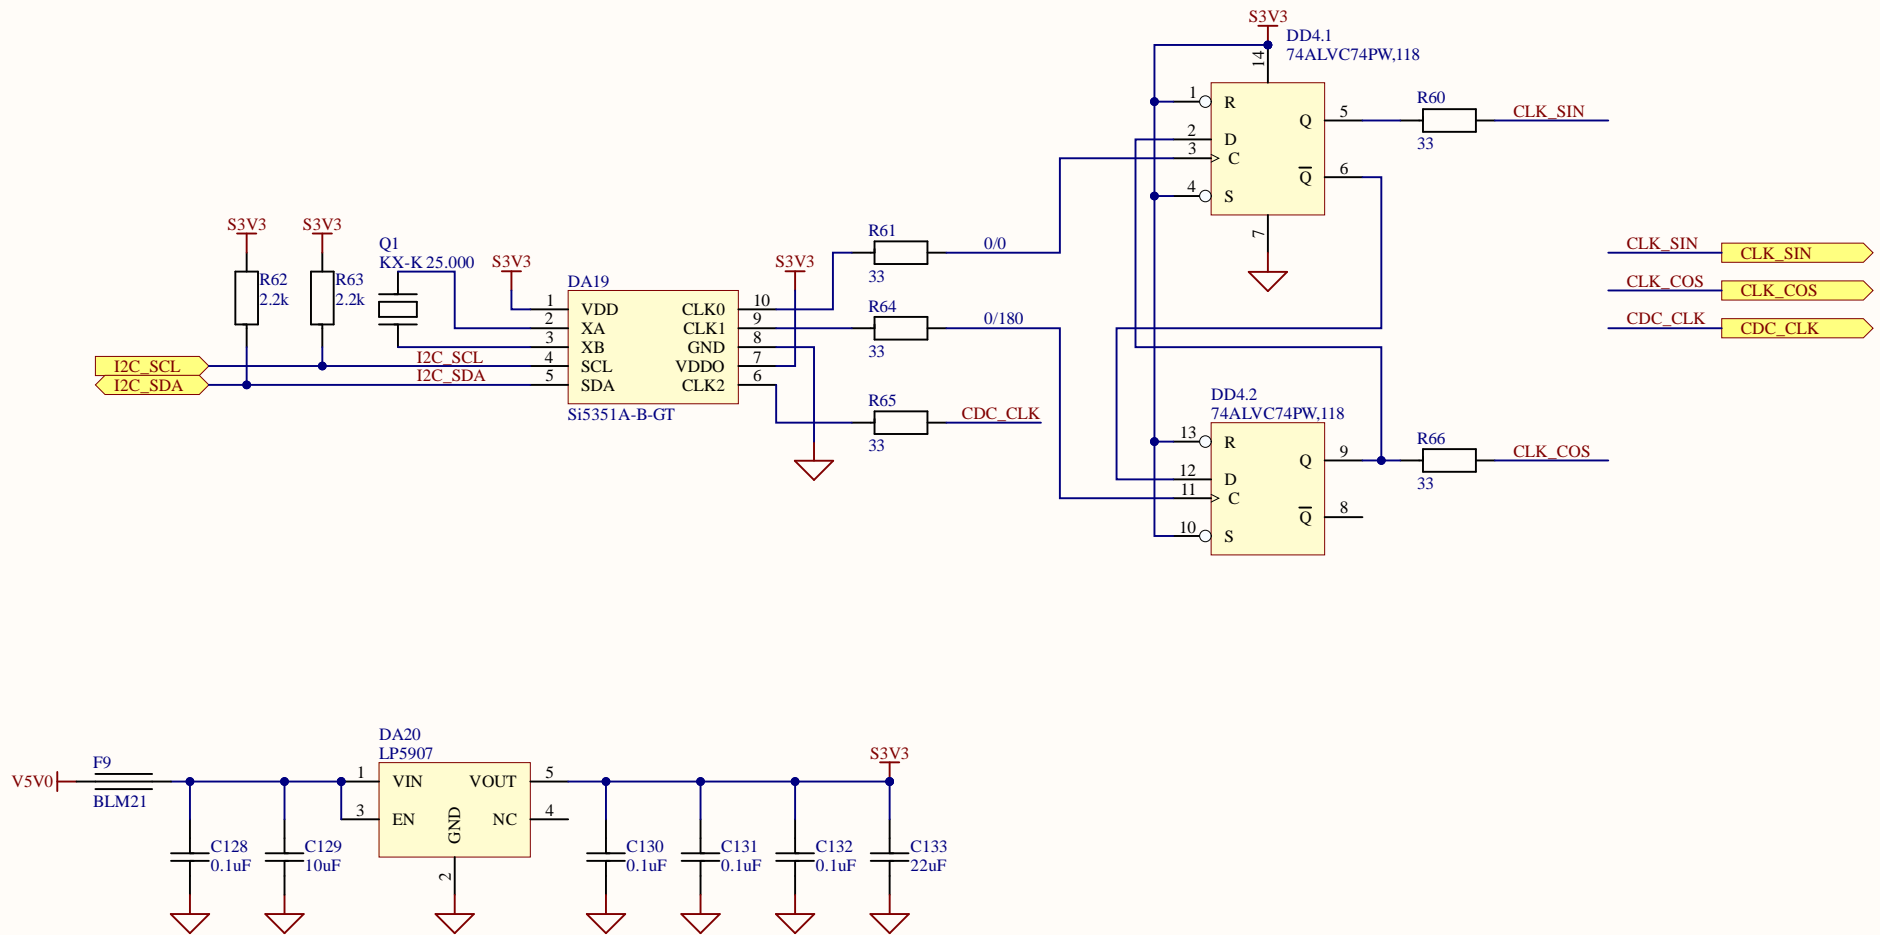 S3V3
DD4.1
74ALVC74PW,118
14
1
R
2
D
3
C
4
S
Q
5
Q
6
7
R60
33
CLK_SIN
S3V3
R62
2.2k
S3V3
R63
2.2k
Q1
KX-K 25.000
I2C_SCL
I2C_SDA
I2C_SCL
I2C_SDA
S3V3
DA19
1
VDD
2
XA
3
XB
4
SCL
5
SDA
CLK0
10
CLK1
9
GND
8
VDDO
7
CLK2
6
Si5351A-B-GT
S3V3
R61
33
0/0
R64
33
0/180
R65
33
CDC_CLK
CLK_SIN
CLK_SIN
CLK_COS
CLK_COS
CDC_CLK
CDC_CLK
DD4.2
74ALVC74PW,118
13
R
12
D
11
C
10
S
Q
9
Q
8
R66
33
CLK_COS
V5V0
F9
BLM21
C128
0.1uF
C129
10uF
DA20
LP5907
1
VIN
3
EN
GND
2
VOUT
5
NC
4
C130
0.1uF
C131
0.1uF
C132
0.1uF
S3V3
C133
22uF